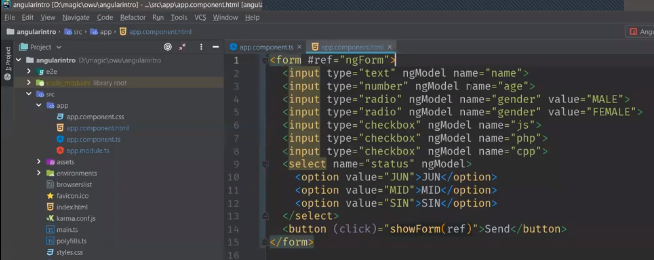 angularintro [D:\magic\owu\angularintro] - ...\src\app\app.component.html [angula
File Edit View Navigate Code Refactor Run Tools VCS Window Help
angularintro src app app.component.html Ang
Project
1: Project
angularintro D:\magic\owu\angularintro
e2e
node_modules library root
src
app
app.component.css
app.component.html
app.component.ts
app.module.ts
assets
environments
browserslist
favicon.ico
index.html
karma.conf.js
main.ts
polyfills.ts
styles.css
app.component.ts app.component.html
1 <form #ref="ngForm">
2 <input type="text" ngModel name="name">
3 <input type="number" ngModel name="age">
4 <input type="radio" ngModel name="gender" value="MALE">
5 <input type="radio" ngModel name="gender" value="FEMALE">
6 <input type="checkbox" ngModel name="js">
7 <input type="checkbox" ngModel name="php">
8 <input type="checkbox" ngModel name="cpp">
9 <select name="status" ngModel>
10 <option value="JUN">JUN</option>
11 <option value="MID">MID</option>
12 <option value="SIN">SIN</option>
13 </select>
14 <button (click)="showForm(ref)">Send</button>
15 </form>
16